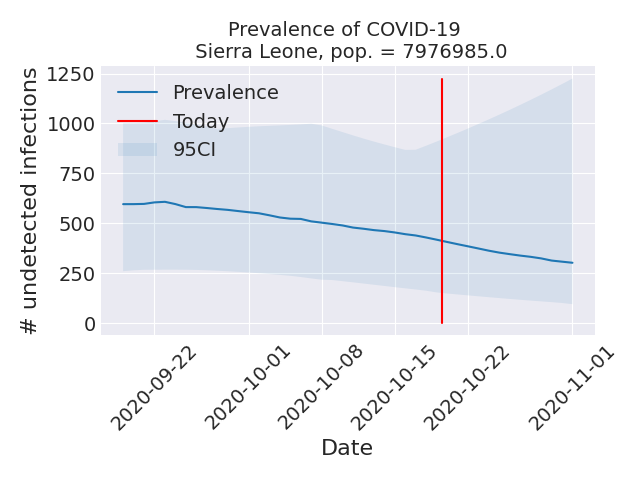 Prevalence of COVID-19
Sierra Leone, pop. = 7976985.0
# undetected infections
1250
1000
750
500
250
0
Prevalence
Today
95CI
2020-09-22
2020-10-01
2020-10-08
2020-10-15
2020-10-22
2020-11-01
Date